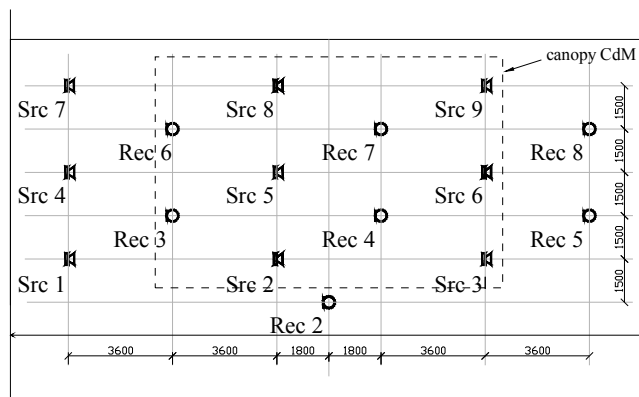 canopy CdM
Src 7
Src 8
Src 9
Rec 6
Rec 7
Rec 8
Src 4
Src 5
Src 6
Rec 3
Rec 4
Rec 5
Src 1
Src 2
Src 3
Rec 2
1500
1500
1500
1500
1500
3600
3600
1800
1800
3600
3600